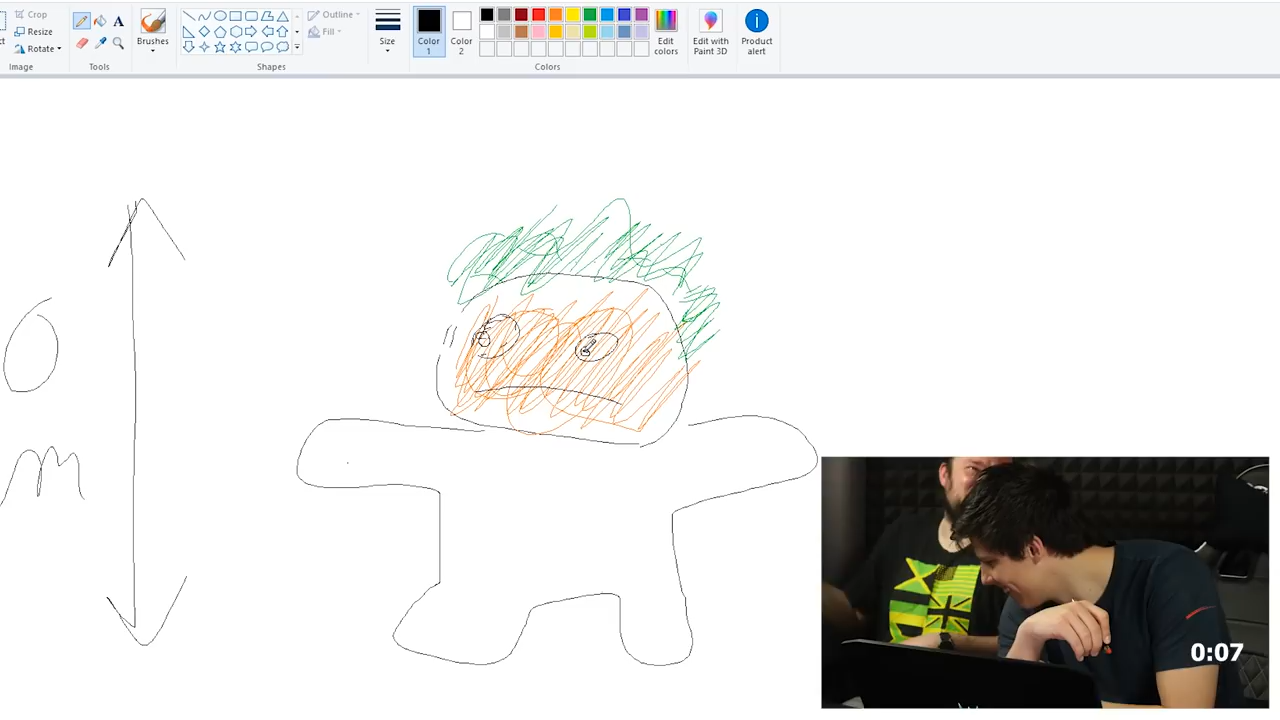 Crop
Resize
Rotate
Image
Tools
Brushes
Shapes
Outline
Fill
Size
Color
1
Color
2
Edit
colors
Edit with
Paint 3D
Product
alert
Colors
A
i
0
m
0:07